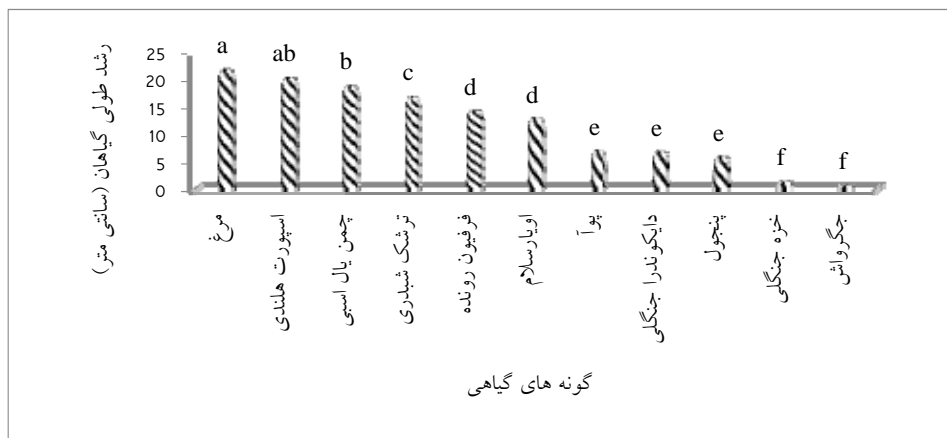 رشد طولی گیاهان (سانتی متر)
25
20
15
10
5
0
a
ab
b
c
d
d
e
e
e
f
f
مرغ
اسپورت هلندی
چمن یال اسبی
ترشک شبدری
فرفیون رونده
اویارسلام
پوآ
دایکوندرا جنگلی
پنجول
خزه جنگلی
جگرواش
گونه های گیاهی